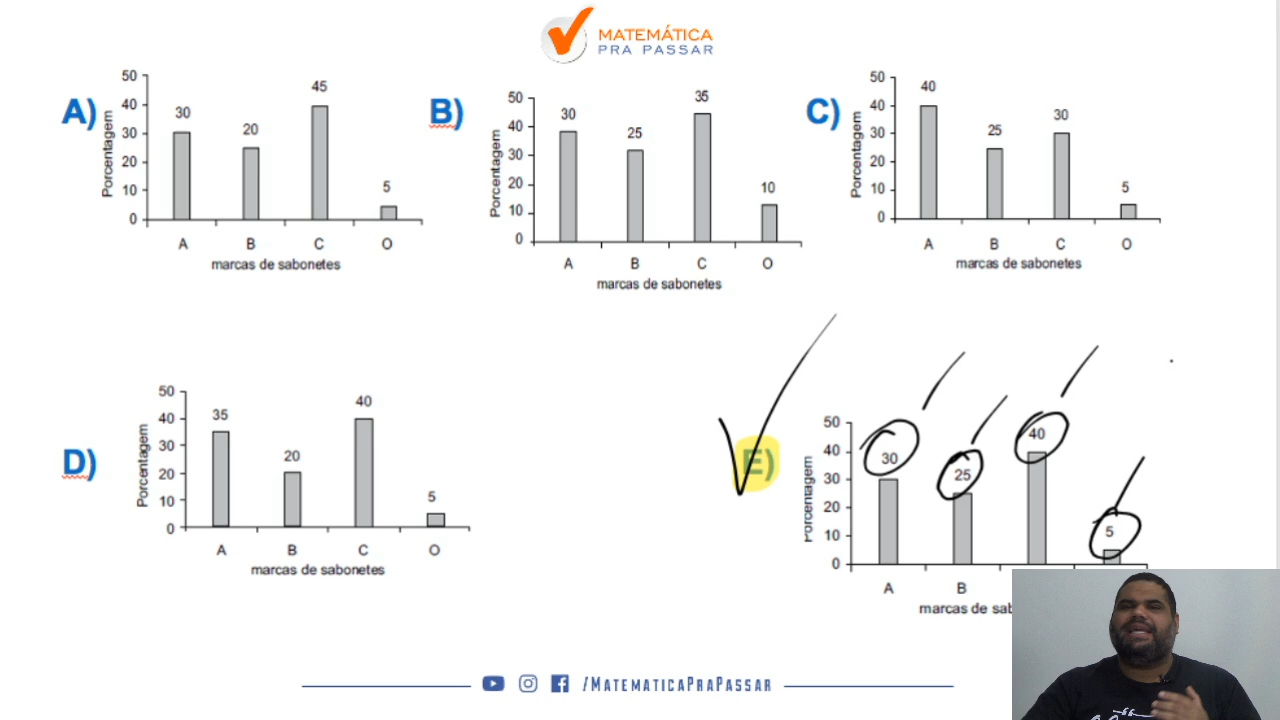 MATEMÁTICA
PRA PASSAR
A)
Porcentagem
50
40
30
20
10
0
30
20
45
5
A B C O
marcas de sabonetes
B)
Porcentagem
50
40
30
20
10
0
30
25
35
10
A B C O
marcas de sabonetes
C)
Porcentagem
50
40
30
20
10
0
40
25
30
5
A B C O
marcas de sabonetes
D)
Porcentagem
50
40
30
20
10
0
35
20
40
5
A B C O
marcas de sabonetes
E)
Porcentagem
50
40
30
20
10
0
30
25
40
5
A B
marcas de sab
/MATEMATICAPRAPASSAR